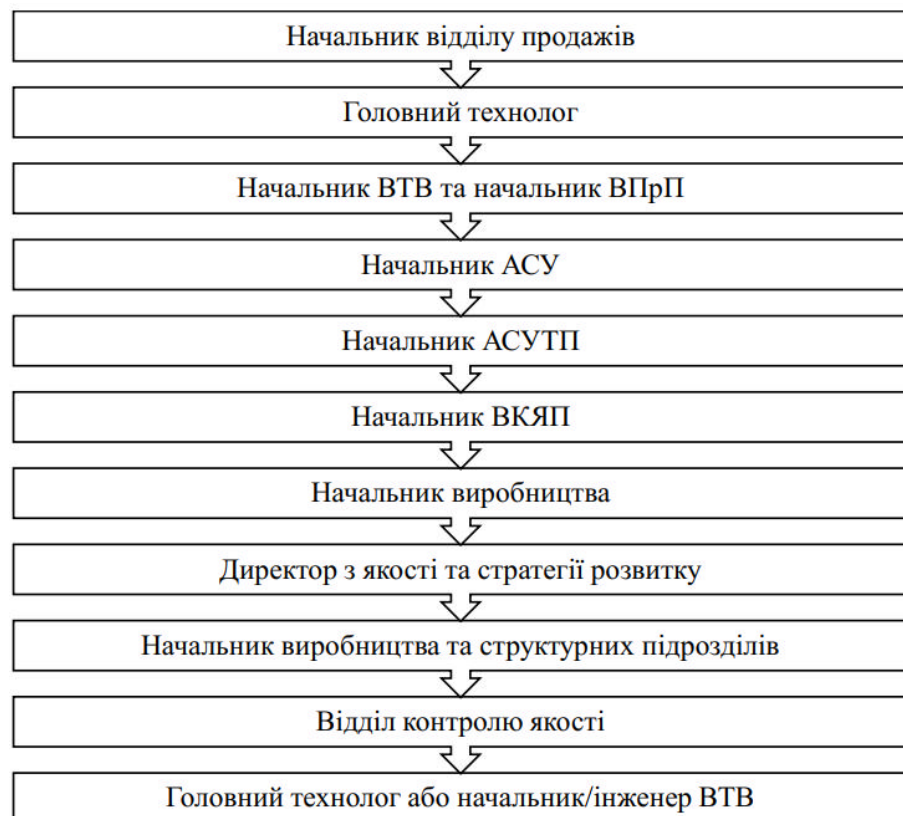 Начальник відділу продажів
Головний технолог
Начальник ВТВ та начальник ВПрП
Начальник АСУ
Начальник АСУТП
Начальник ВКЯП
Начальник виробництва
Директор з якості та стратегії розвитку
Начальник виробництва та структурних підрозділів
Відділ контролю якості
Головний технолог або начальник/інженер ВТВ